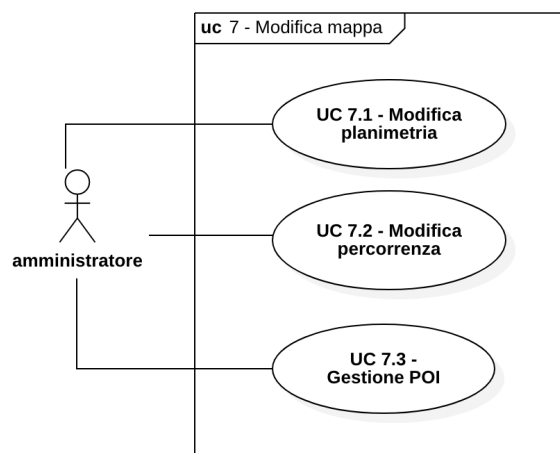 uc 7 - Modifica mappa
UC 7.1 - Modifica
planimetria
UC 7.2 - Modifica
percorrenza
amministratore
UC 7.3 -
Gestione POI